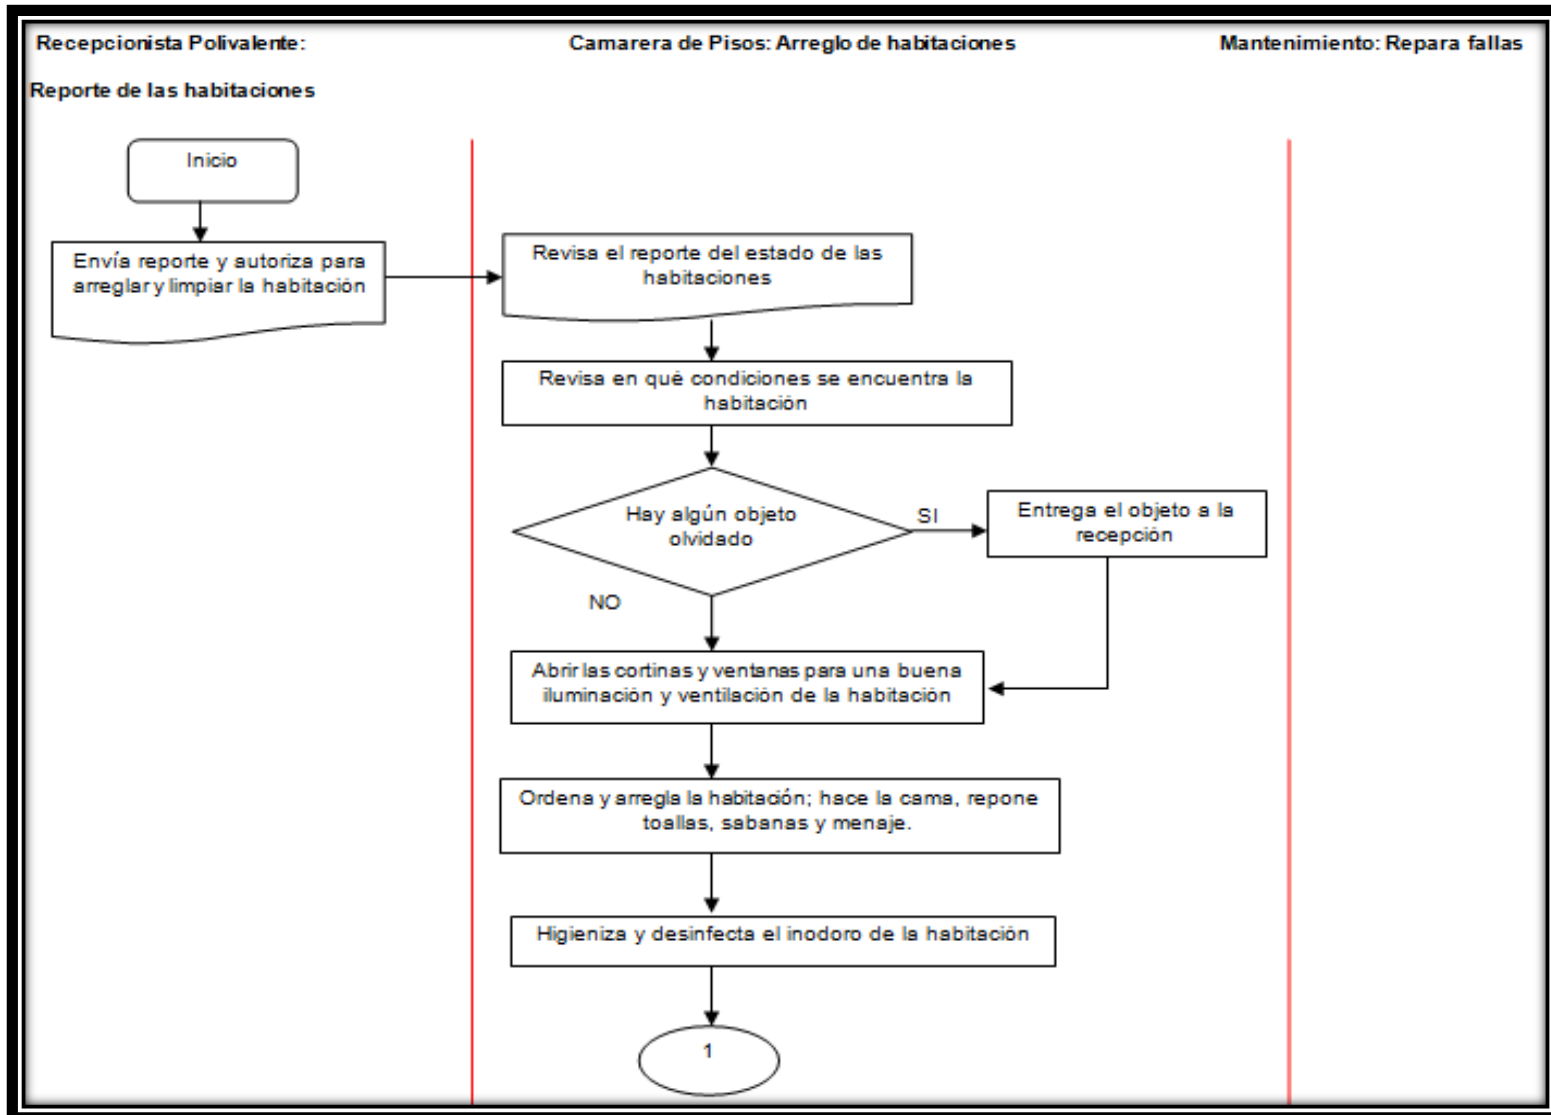 Recepcionista Polivalente:
Camarera de Pisos: Arreglo de habitaciones
Mantenimiento: Repara fallas
Reporte de las habitaciones
Inicio
Envía reporte y autoriza para
arreglar y limpiar la habitación
Revisa el reporte del estado de las
habitaciones
Revisa en qué condiciones se encuentra la
habitación
Hay algún objeto
olvidado
SI
Entrega el objeto a la
recepción
NO
Abrir las cortinas y ventanas para una buena
iluminación y ventilación de la habitación
Ordena y arregla la habitación; hace la cama, repone
toallas, sabanas y menaje.
Higieniza y desinfecta el inodoro de la habitación
1